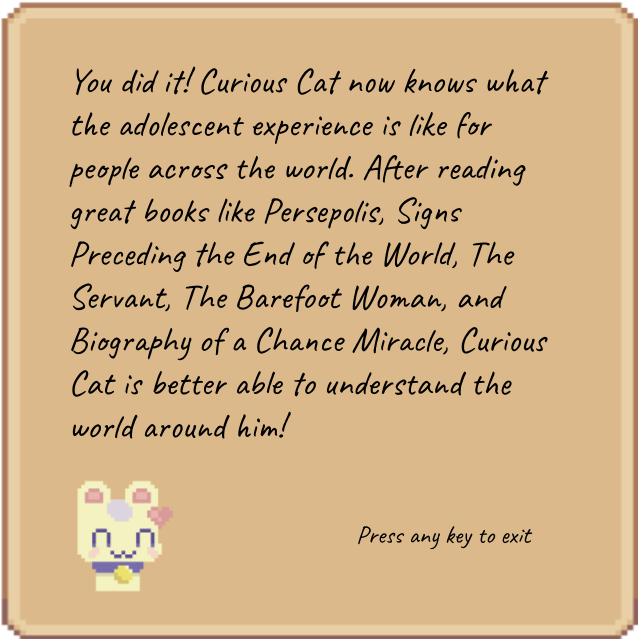 You did it! Curious Cat now knows what
the adolescent experience is like for
people across the world. After reading
great books like Persepolis, Signs
Preceding the End of the World, The
Servant, The Barefoot Woman, and
Biography of a Chance Miracle, Curious
Cat is better able to understand the
world around him!
Press any key to exit